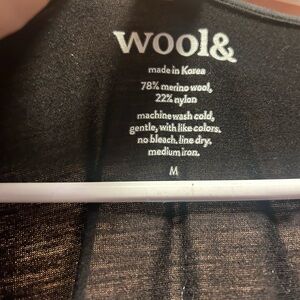 wool&
made in Korea
78% merino wool,
22% nylon
machine wash cold,
gentle, with like colors.
no bleach. line dry.
medium iron.
M